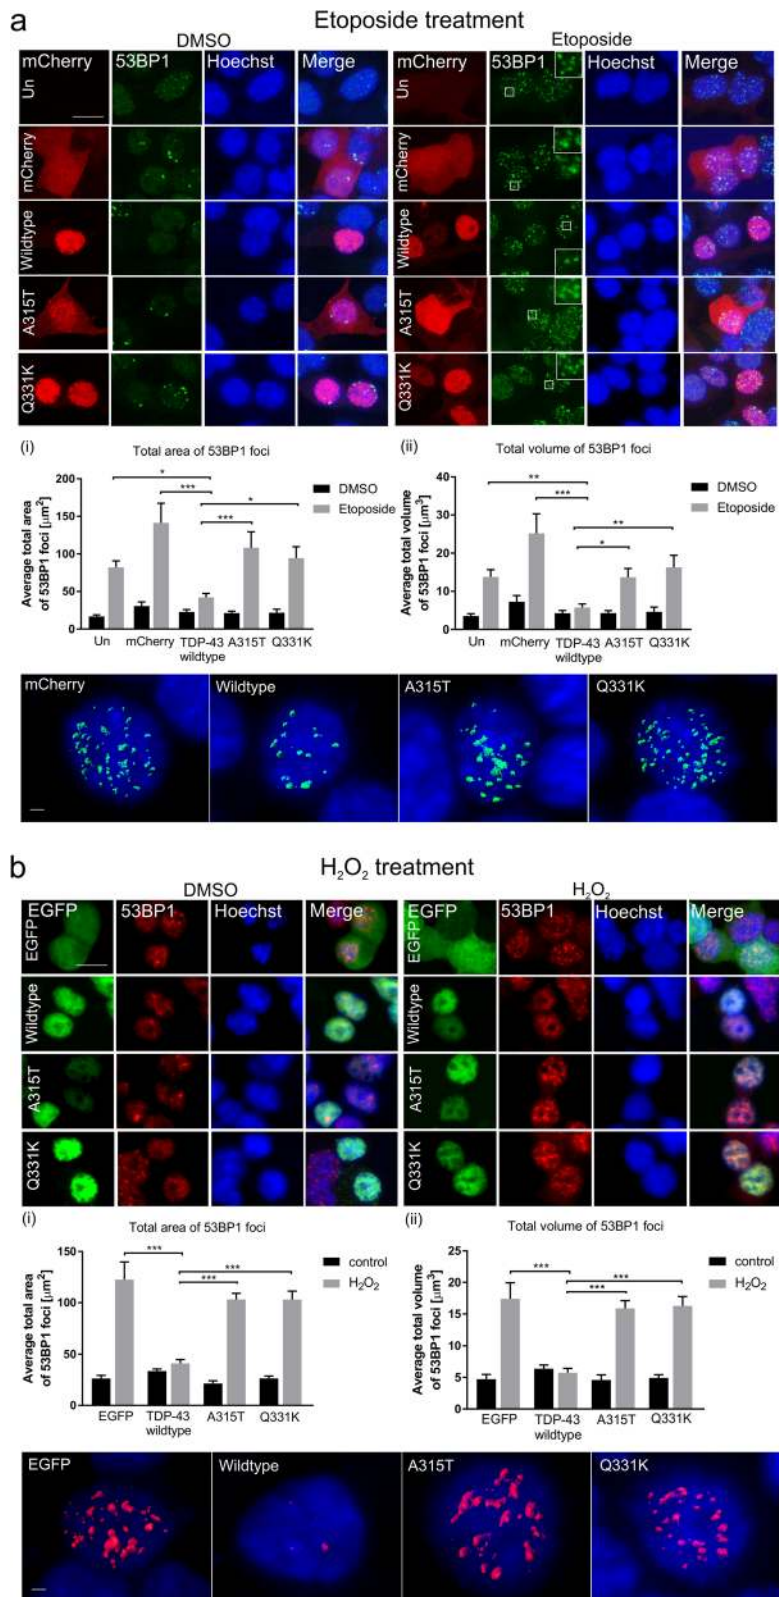 a
Etoposide treatment
DMSO
Etoposide
mCherry 53BP1 Hoechst Merge
mCherry 53BP1 Hoechst Merge
Un
mCherry
Wildtype
A315T
Q331K
Un
mCherry
Wildtype
A315T
Q331K
(i)
Total area of 53BP1 foci
Average total area
of 53BP1 foci [μm²]
200
150
100
50
0
* *** * ***
DMSO
Etoposide
Un mCherry TDP-43 wildtype A315T Q331K
(ii)
Total volume of 53BP1 foci
Average total volume
of 53BP1 foci [μm³]
40
30
20
10
0
** *** ** *
DMSO
Etoposide
Un mCherry TDP-43 wildtype A315T Q331K
mCherry Wildtype A315T Q331K
b
H₂O₂ treatment
DMSO
H₂O₂
EGFP 53BP1 Hoechst Merge
EGFP 53BP1 Hoechst Merge
EGFP
Wildtype
A315T
Q331K
EGFP
Wildtype
A315T
Q331K
(i)
Total area of 53BP1 foci
Average total area
of 53BP1 foci [μm²]
150
100
50
0
*** *** ***
control
H₂O₂
EGFP TDP-43 wildtype A315T Q331K
(ii)
Total volume of 53BP1 foci
Average total volume
of 53BP1 foci [μm³]
25
20
15
10
5
0
*** *** ***
control
H₂O₂
EGFP TDP-43 wildtype A315T Q331K
EGFP Wildtype A315T Q331K